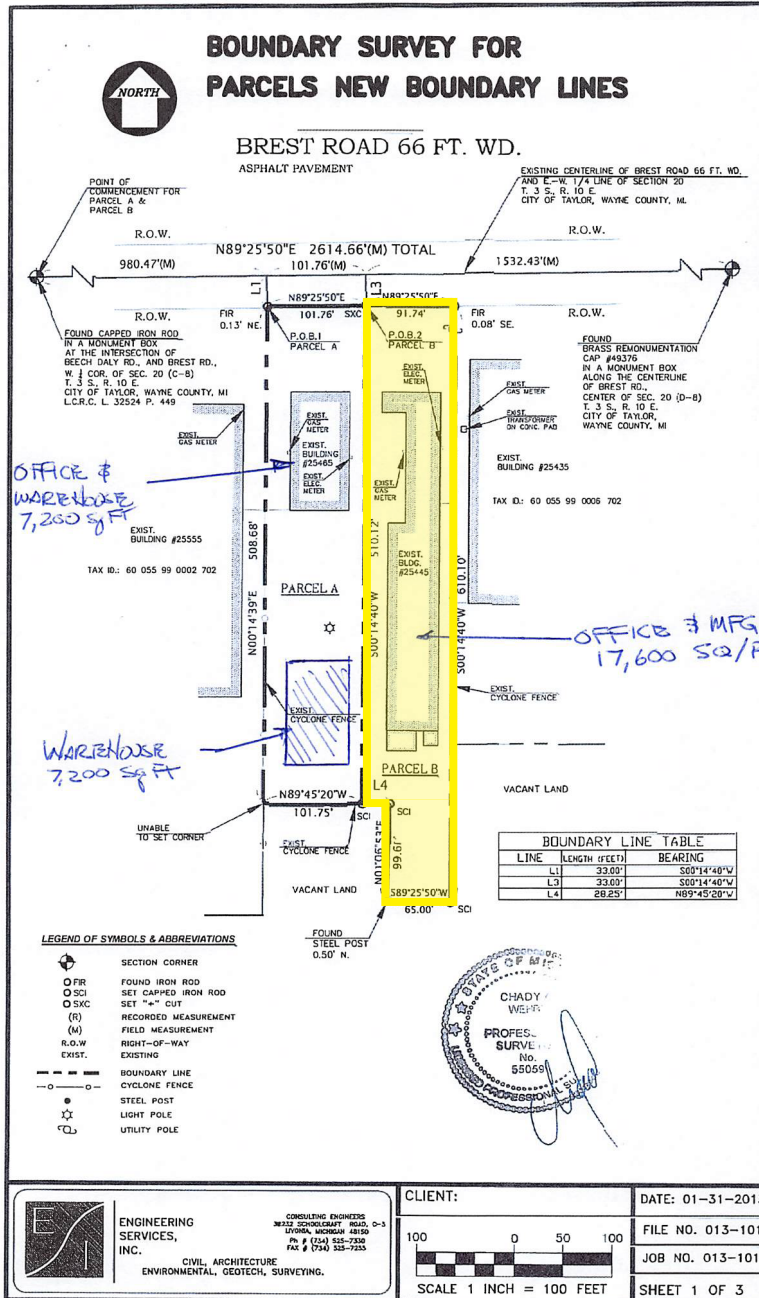 BOUNDARY SURVEY FOR
PARCELS NEW BOUNDARY LINES
NORTH
BREST ROAD 66 FT. WD.
ASPHALT PAVEMENT
POINT OF
COMMENCEMENT FOR
PARCEL A &
PARCEL B
EXISTING CENTERLINE OF BREST ROAD 66 FT. WD.
AND E.-W. 1/4 LINE OF SECTION 20
T. 3 S., R. 10 E.
CITY OF TAYLOR, WAYNE COUNTY, MI.
R.O.W.
R.O.W.
N89°25'50"E 2614.66'(M) TOTAL
980.47'(M)
101.76'(M)
1532.43'(M)
L1
L3
N89°25'50"E
N89°25'50"E
R.O.W.
FIR
0.13' NE.
101.76'
SXC
91.74'
FIR
0.08' SE.
R.O.W.
P.O.B.1
PARCEL A
P.O.B.2
PARCEL B
FOUND CAPPED IRON ROD
IN A MONUMENT BOX
AT THE INTERSECTION OF
BEECH DALY RD., AND BREST RD.,
W. 1/4 COR. OF SEC. 20 (C-8)
T. 3 S., R. 10 E.
CITY OF TAYLOR, WAYNE COUNTY, MI
L.C.R.C. L. 32524 P. 449
FOUND
BRASS REMONUMENTATION
CAP #49376
IN A MONUMENT BOX
ALONG THE CENTERLINE
OF BREST RD.,
CENTER OF SEC. 20 (D-8)
T. 3 S., R. 10 E.
CITY OF TAYLOR,
WAYNE COUNTY, MI
EXIST.
ELEC.
METER
EXIST.
GAS METER
EXIST.
TRANSFORMER
ON CONC. PAD
EXIST.
GAS METER
EXIST.
GAS
METER
EXIST.
BUILDING
#25465
EXIST.
ELEC.
METER
EXIST.
GAS
METER
EXIST.
BUILDING #25435
TAX ID.: 60 055 99 0006 702
OFFICE &
WAREHOUSE
7,200 sq FT
EXIST.
BUILDING #25555
TAX ID.: 60 055 99 0002 702
508.68'
N00°14'39"E
510.12'
S00°14'40"W
610.10'
S00°14'40"W
EXIST.
BLDG.
#25445
PARCEL A
OFFICE & MFG
17,600 SQ/F
EXIST.
CYCLONE FENCE
EXIST.
CYCLONE FENCE
WAREHOUSE
7,200 Sq FT
PARCEL B
L4
VACANT LAND
N89°45'20"W
101.75'
SCI
SCI
UNABLE
TO SET CORNER
EXIST.
CYCLONE FENCE
N01°06'53"E
99.61'
VACANT LAND
S89°25'50"W
65.00'
SCI
FOUND
STEEL POST
0.50' N.
BOUNDARY LINE TABLE
LINE LENGTH (FEET) BEARING
L1 33.00' S00°14'40"W
L3 33.00' S00°14'40"W
L4 28.25' N89°45'20"W
LEGEND OF SYMBOLS & ABBREVIATIONS
SECTION CORNER
FIR FOUND IRON ROD
SCI SET CAPPED IRON ROD
SXC SET "+" CUT
(R) RECORDED MEASUREMENT
(M) FIELD MEASUREMENT
R.O.W RIGHT-OF-WAY
EXIST. EXISTING
BOUNDARY LINE
CYCLONE FENCE
STEEL POST
LIGHT POLE
UTILITY POLE
STATE OF MI
CHADY
PROFES
SURVE
No.
55059
LICENSED PROFESSIONAL SU
ENGINEERING
SERVICES,
INC.
CONSULTING ENGINEERS
38232 SCHOOLCRAFT ROAD, D-3
LIVONIA, MICHIGAN 48150
Ph # (734) 525-7330
FAX # (734) 525-7255
CIVIL, ARCHITECTURE
ENVIRONMENTAL, GEOTECH, SURVEYING.
CLIENT:
100 0 50 100
SCALE 1 INCH = 100 FEET
DATE: 01-31-2013
FILE NO. 013-101
JOB NO. 013-101
SHEET 1 OF 3